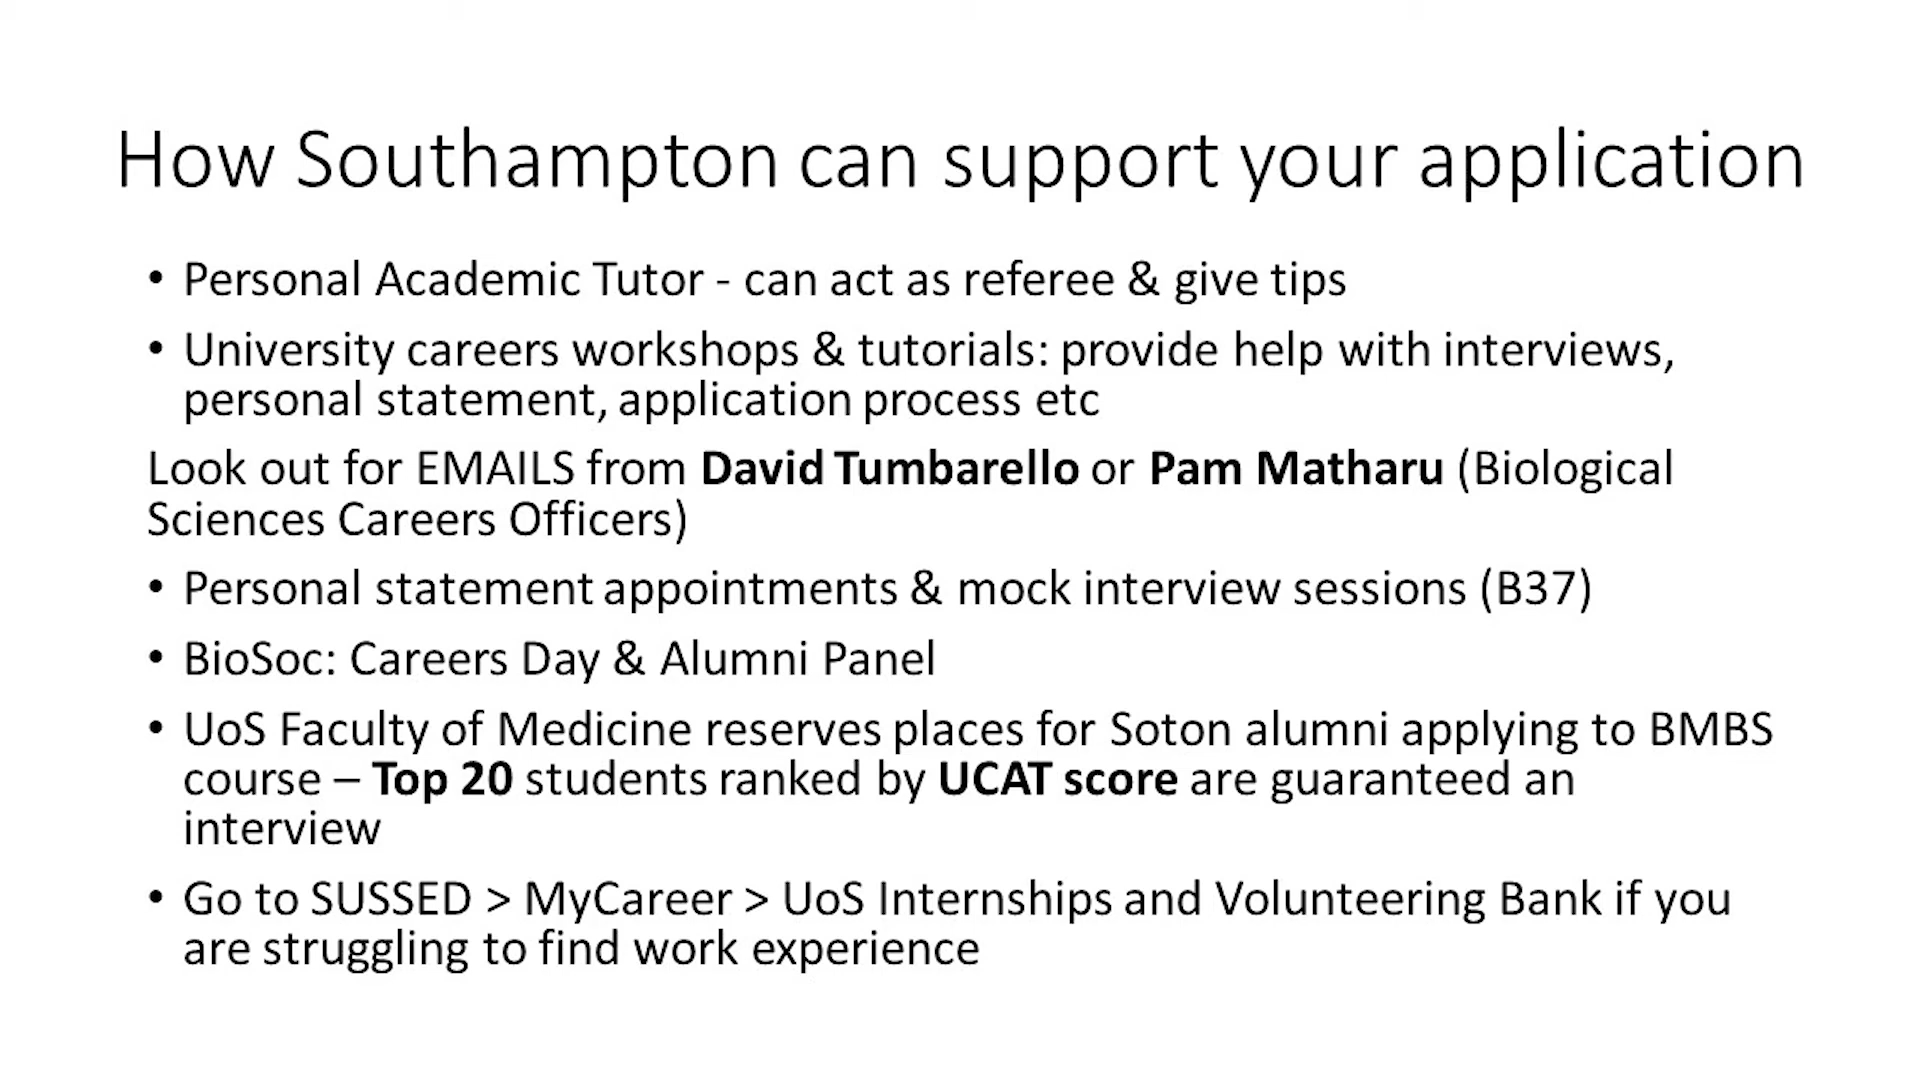 How Southampton can support your application
• Personal Academic Tutor - can act as referee & give tips
• University careers workshops & tutorials: provide help with interviews,
personal statement, application process etc
Look out for EMAILS from David Tumbarello or Pam Matharu (Biological
Sciences Careers Officers)
• Personal statement appointments & mock interview sessions (B37)
• BioSoc: Careers Day & Alumni Panel
• UoS Faculty of Medicine reserves places for Soton alumni applying to BMBS
course – Top 20 students ranked by UCAT score are guaranteed an
interview
• Go to SUSSED > MyCareer > UoS Internships and Volunteering Bank if you
are struggling to find work experience